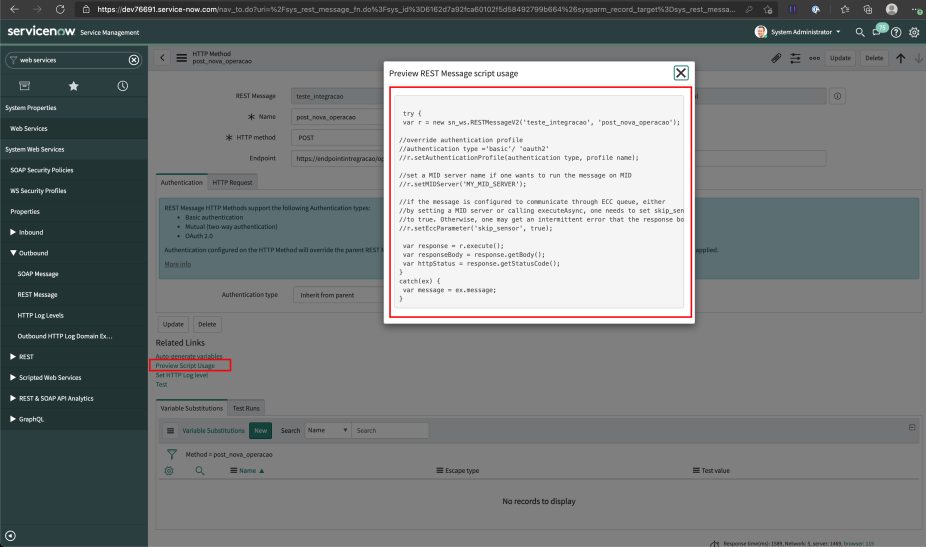 https://dev76691.service-now.com/nav_to.do?uri=%2Fsys_rest_message_fn.do%3Fsys_id%3D6162d7a92fca60102f5d58492799b664%26sysparm_record_target%3Dsys_rest_messa...
servicenow Service Management
System Administrator
75
web services
HTTP Method
post_nova_operacao
Update
Delete
System Properties
Web Services
System Web Services
SOAP Security Policies
WS Security Profiles
Properties
Inbound
Outbound
SOAP Message
REST Message
HTTP Log Levels
Outbound HTTP Log Domain Ex...
REST
Scripted Web Services
REST & SOAP API Analytics
GraphQL
REST Message
teste_integracao
Name
post_nova_operacao
HTTP method
POST
Endpoint
https://endpointintregracao/op
Authentication
HTTP Request
REST Message HTTP Methods support the following Authentication types:
• Basic authentication
• Mutual (two-way authentication)
• OAuth 2.0
Authentication configured on the HTTP Method will override the parent REST
applied.
More info
Authentication type
Inherit from parent
Update
Delete
Related Links
Auto-generate variables
Preview Script Usage
Set HTTP Log level
Test
Preview REST Message script usage
try {
var r = new sn_ws.RESTMessageV2('teste_integracao', 'post_nova_operacao');
//override authentication profile
//authentication type ='basic'/ 'oauth2'
//r.setAuthenticationProfile(authentication type, profile name);
//set a MID server name if one wants to run the message on MID
//r.setMIDServer('MY_MID_SERVER');
//if the message is configured to communicate through ECC queue, either
//by setting a MID server or calling executeAsync, one needs to set skip_sen
//to true. Otherwise, one may get an intermittent error that the response bo
//r.setEccParameter('skip_sensor', true);
var response = r.execute();
var responseBody = response.getBody();
var httpStatus = response.getStatusCode();
}
catch(ex) {
var message = ex.message;
}
Variable Substitutions
Test Runs
Variable Substitutions
New
Search
Name
Search
Method = post_nova_operacao
Name
Escape type
Test value
No records to display
Response time(ms): 1589, Network: 5, server: 1469, browser: 115